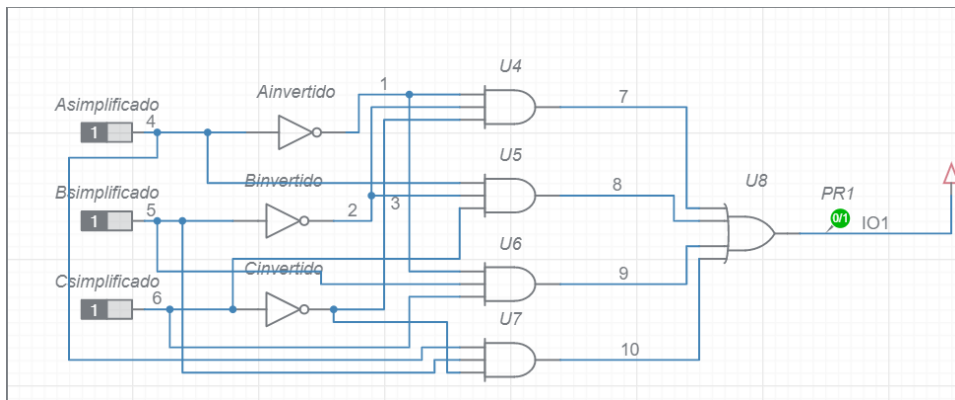 U4
1
7
Ainvertido
Asimplificado
4
1
U5
U8
Binvertido
8
PR1
Bsimplificado
2
3
0/1
5
IO1
1
U6
Cinvertido
9
Csimplificado
6
1
U7
10